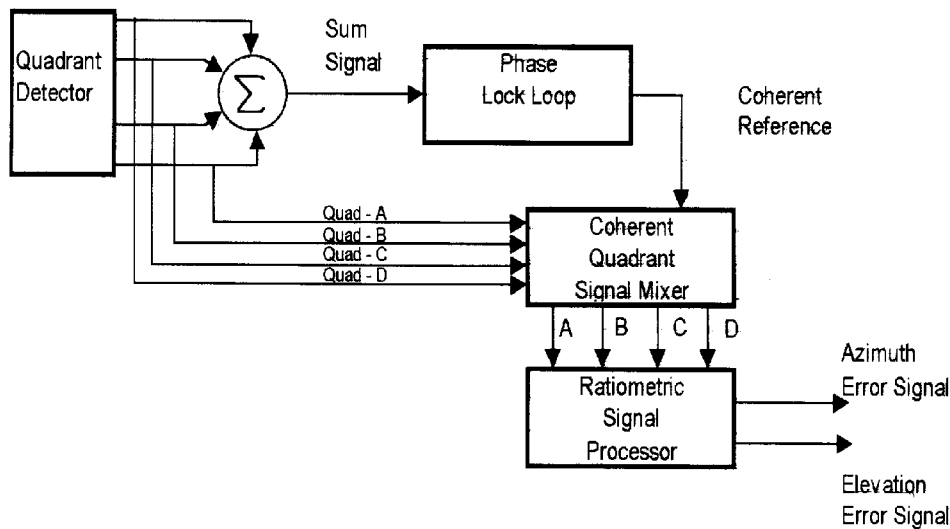 Quadrant
Detector
Σ
Sum
Signal
Phase
Lock Loop
Coherent
Reference
Quad - A
Quad - B
Quad - C
Quad - D
Coherent
Quadrant
Signal Mixer
A
B
C
D
Ratiometric
Signal
Processor
Azimuth
Error Signal
Elevation
Error Signal